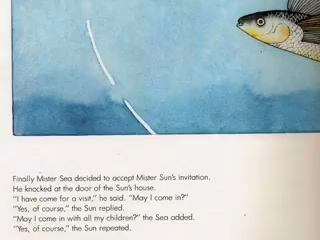 Finally Mister Sea decided to accept Mister Sun's invitation.
He knocked at the door of the Sun's house.
"I have come for a visit," he said. "May I come in?"
"Yes, of course," the Sun replied.
"May I come in with all my children?" the Sea added.
"Yes, of course," the Sun repeated.